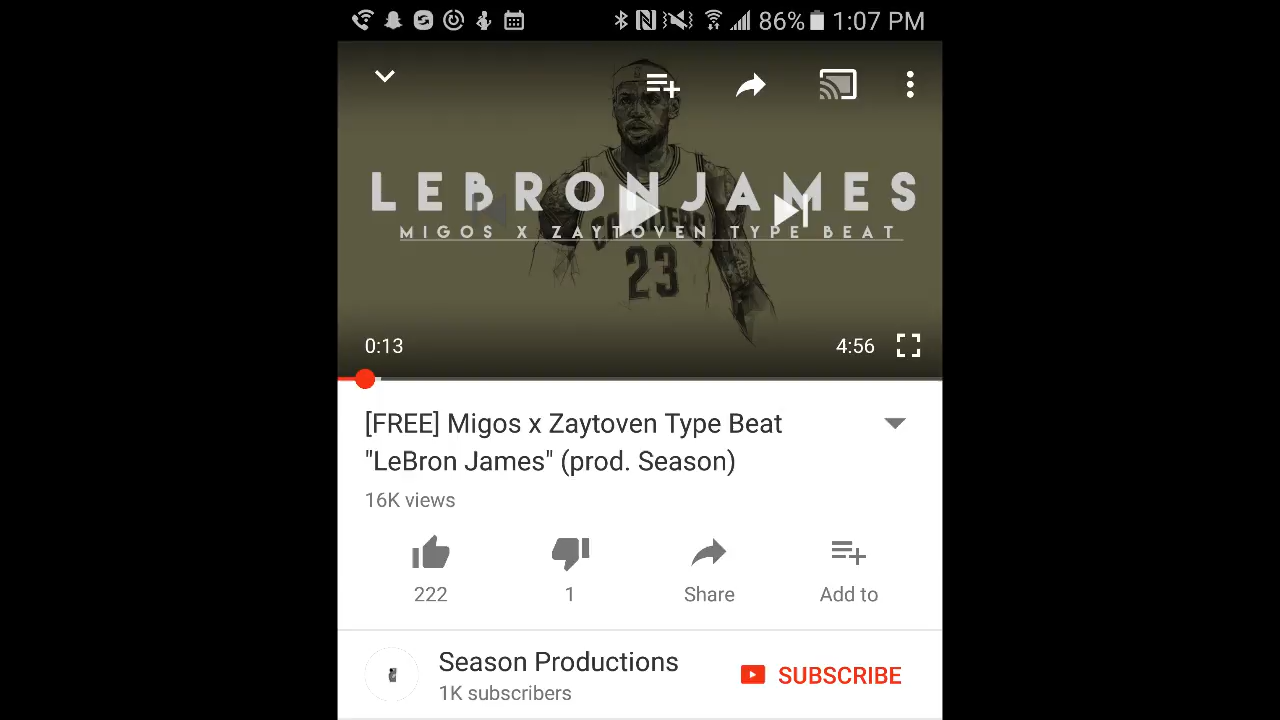 86% 1:07 PM
LEBRON JAMES
MIGOS X ZAYTOVEN TYPE BEAT
CAVALIERS
23
0:13 4:56
[FREE] Migos x Zaytoven Type Beat
"LeBron James" (prod. Season)
16K views
222 1 Share Add to
Season Productions
1K subscribers
SUBSCRIBE